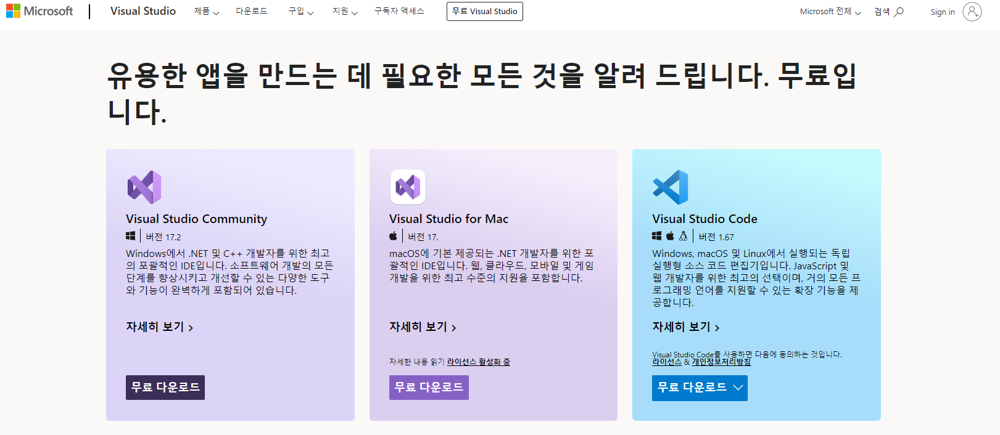 Microsoft
Visual Studio 제품 다운로드 구입 지원 구독자 액세스 무료 Visual Studio Microsoft 전체 검색 Sign in
유용한 앱을 만드는 데 필요한 모든 것을 알려 드립니다. 무료입
니다.
Visual Studio Community
버전 17.2
Windows에서 .NET 및 C++ 개발자를 위한 최고
의 포괄적인 IDE입니다. 소프트웨어 개발의 모든
단계를 향상시키고 개선할 수 있는 다양한 도구
와 기능이 완벽하게 포함되어 있습니다.
자세히 보기
무료 다운로드
Visual Studio for Mac
버전 17.
macOS에 기본 제공되는 .NET 개발자를 위한 포
괄적인 IDE입니다. 웹, 클라우드, 모바일 및 게임
개발을 위한 최고 수준의 지원을 포함합니다.
자세히 보기
자세한 내용 읽기 라이선스 활성화 중
무료 다운로드
Visual Studio Code
버전 1.67
Windows, macOS 및 Linux에서 실행되는 독립
실행형 소스 코드 편집기입니다. JavaScript 및
웹 개발자를 위한 최고의 선택이며, 거의 모든 프
로그래밍 언어를 지원할 수 있는 확장 기능을 제
공합니다.
자세히 보기
Visual Studio Code를 사용하면 다음에 동의하는 것입니다.
라이선스 & 개인정보처리방침
무료 다운로드